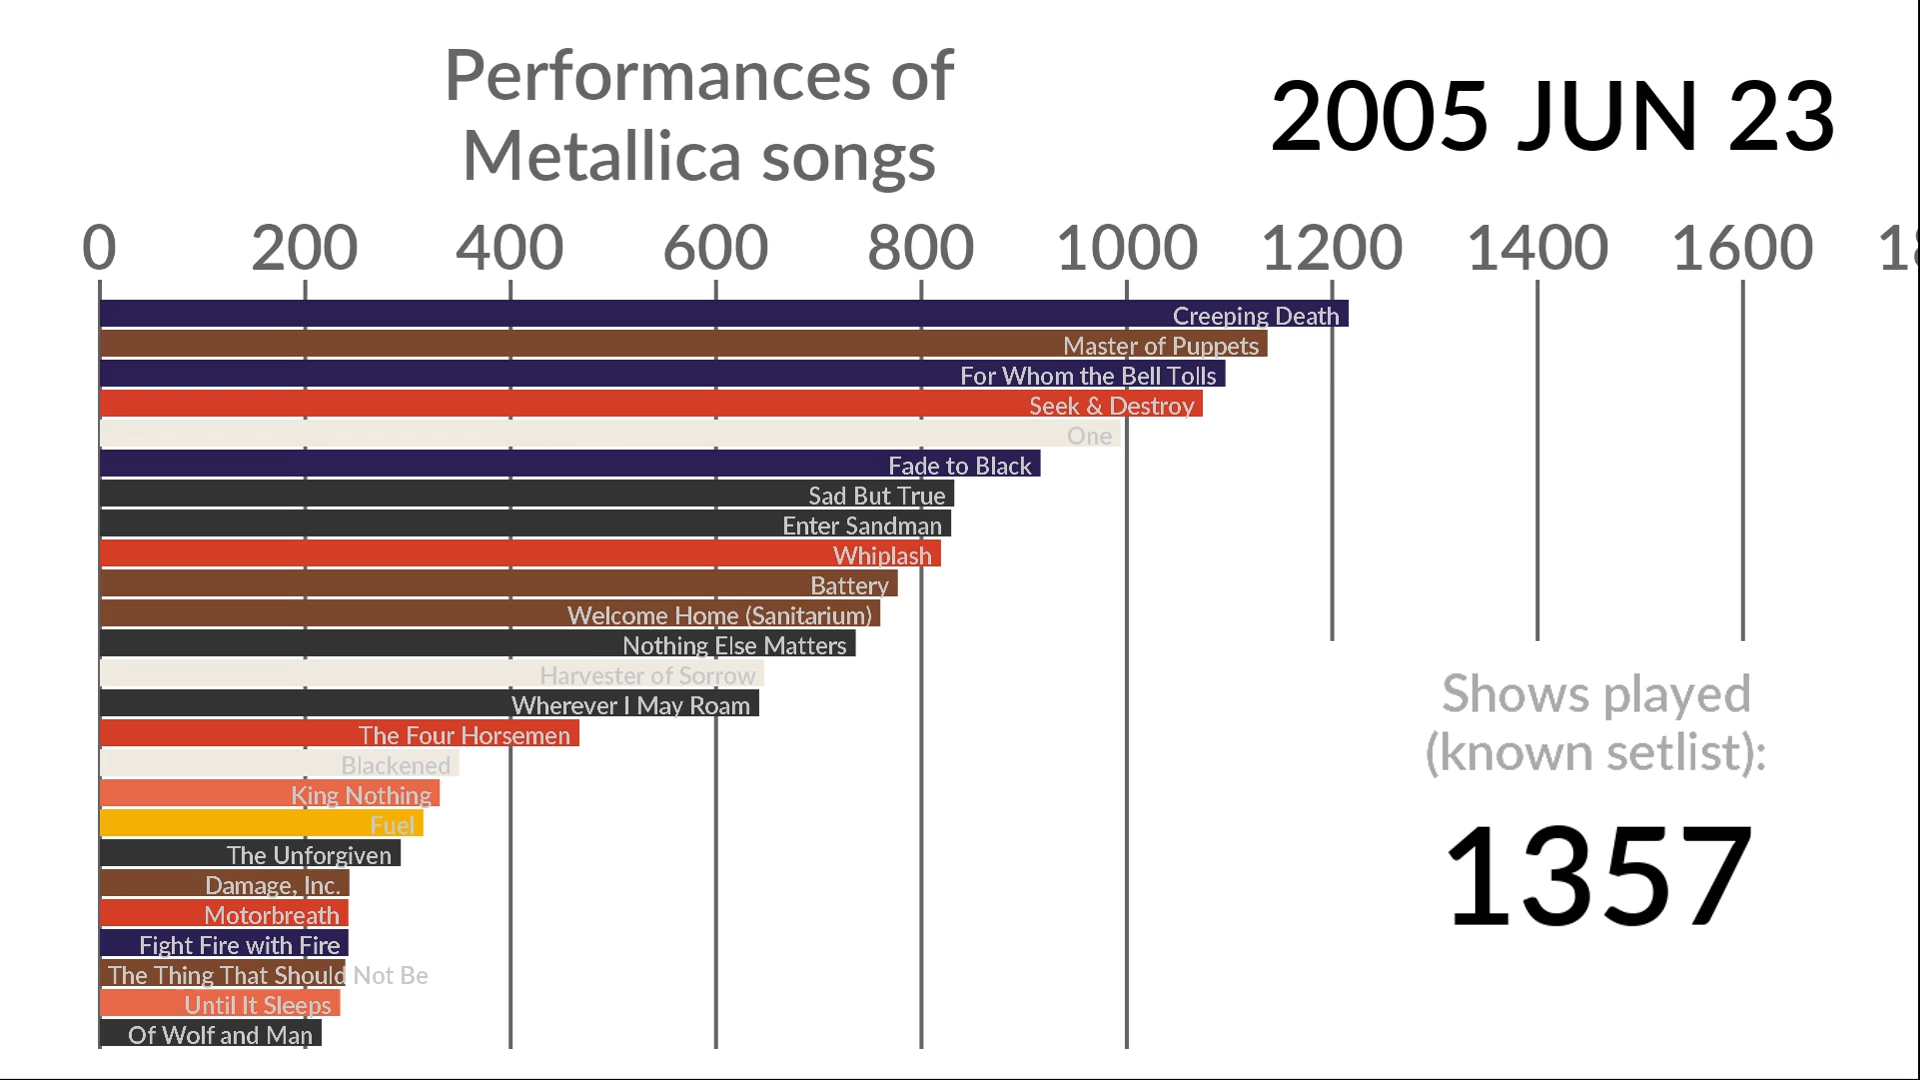 Performances of
Metallica songs
2005 JUN 23
0 200 400 600 800 1000 1200 1400 1600
Creeping Death
Master of Puppets
For Whom the Bell Tolls
Seek & Destroy
One
Fade to Black
Sad But True
Enter Sandman
Whiplash
Battery
Welcome Home (Sanitarium)
Nothing Else Matters
Harvester of Sorrow
Wherever I May Roam
The Four Horsemen
Blackened
King Nothing
Fuel
The Unforgiven
Damage, Inc.
Motorbreath
Fight Fire with Fire
The Thing That Should Not Be
Until It Sleeps
Of Wolf and Man
Shows played
(known setlist):
1357